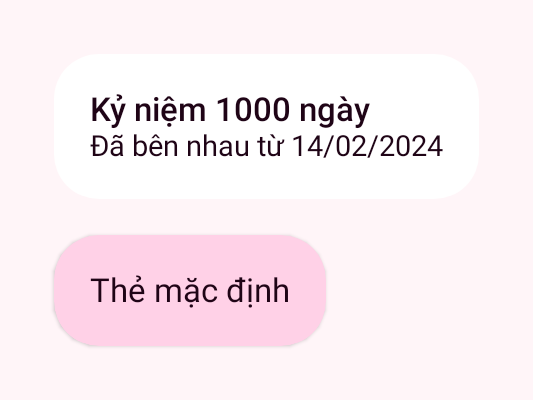 Kỷ niệm 1000 ngày
Đã bên nhau từ 14/02/2024
Thẻ mặc định